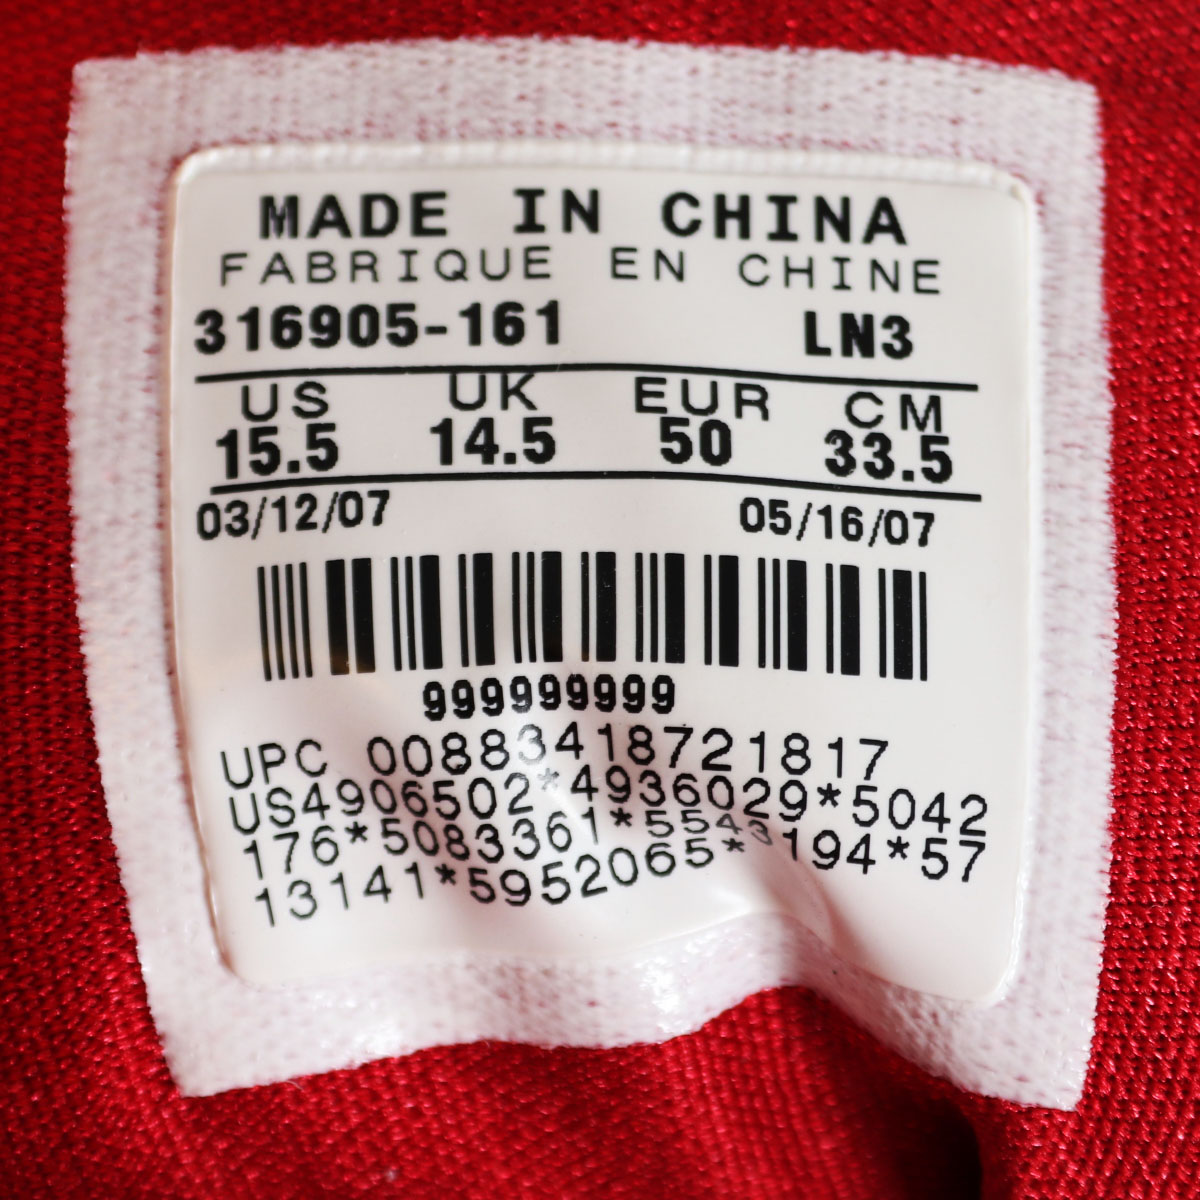 MADE IN CHINA
FABRIQUE EN CHINE
316905-161 LN3
US UK EUR CM
15.5 14.5 50 33.5
03/12/07 05/16/07
999999999
UPC 00883418721817
US4906502*4936029*5042
176*5083361*5543194*57
13141*5952065*